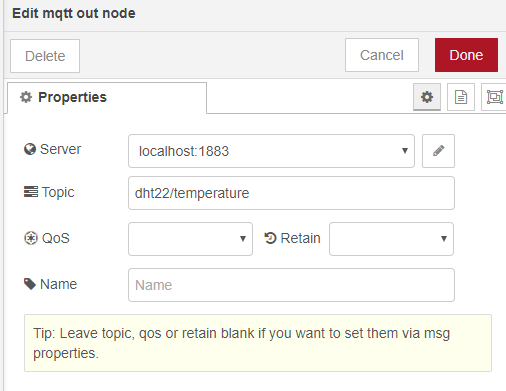 Edit mqtt out node
Delete
Cancel
Done
Properties
Server
localhost:1883
Topic
dht22/temperature
QoS
Retain
Name
Name
Tip: Leave topic, qos or retain blank if you want to set them via msg
properties.